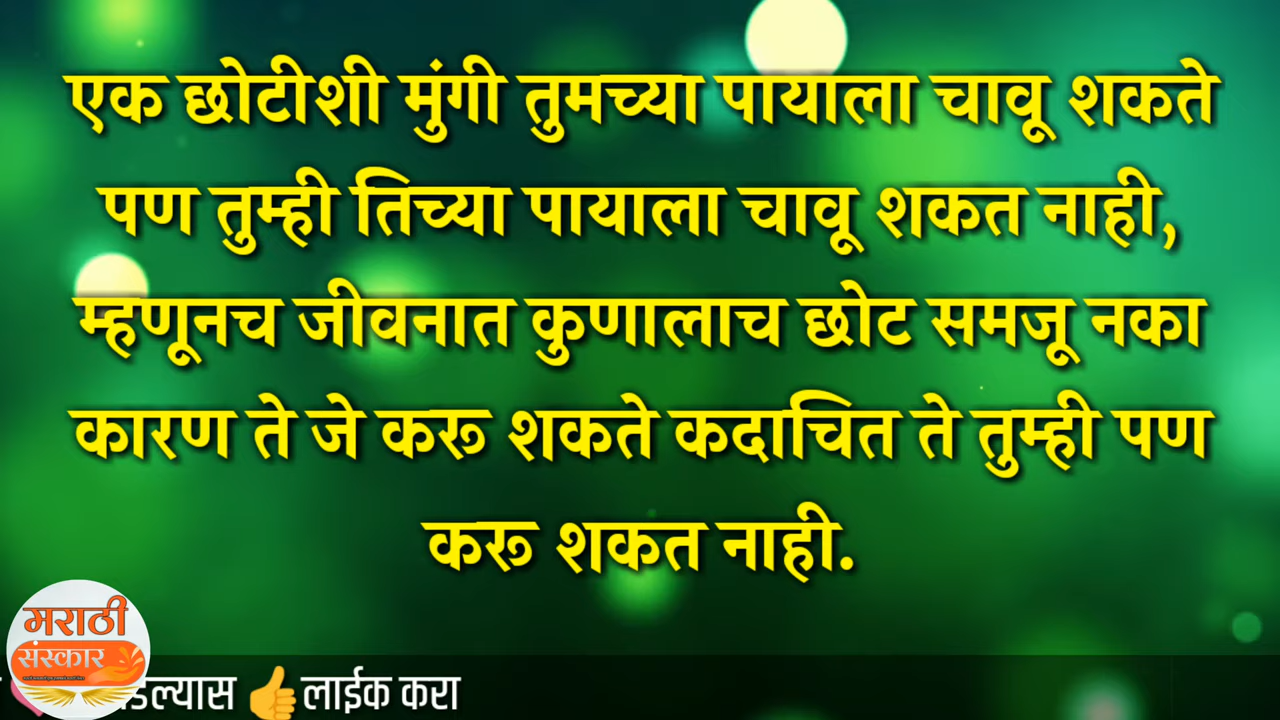 एक छोटीशी मुंगी तुमच्या पायाला चावू शकते
पण तुम्ही तिच्या पायाला चावू शकत नाही,
म्हणूनच जीवनात कुणालाच छोट समजू नका
कारण ते जे करू शकते कदाचित ते तुम्ही पण
करू शकत नाही.
मराठी
संस्कार
लाईक करा